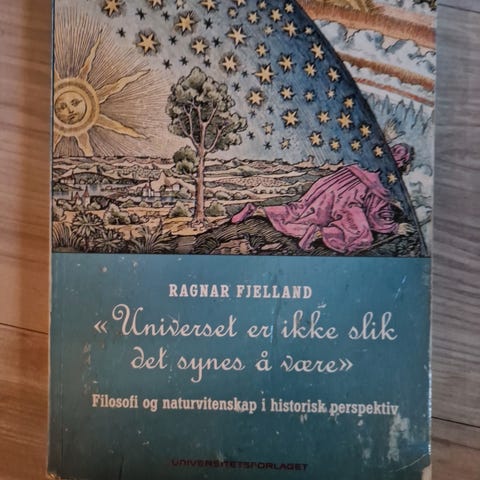 RAGNAR FJELLAND
«Universet er ikke slik
det synes å være»
Filosofi og naturvitenskap i historisk perspektiv
UNIVERSITETSFORLAGET